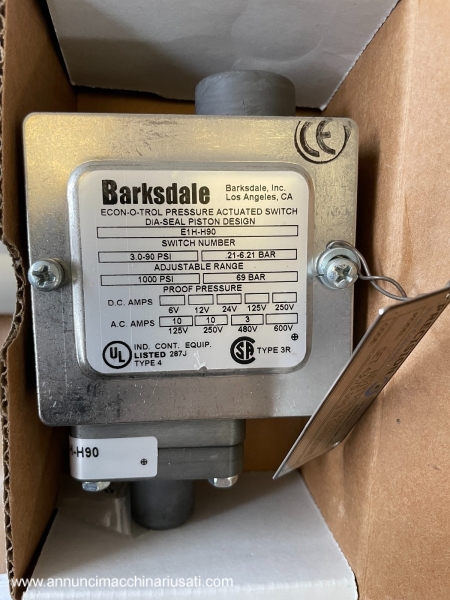 CE
Barksdale
Barksdale, Inc.
Los Angeles, CA
ECON-O-TROL PRESSURE ACTUATED SWITCH
DIA-SEAL PISTON DESIGN
E1H-H90
SWITCH NUMBER
3.0-90 PSI .21-6.21 BAR
ADJUSTABLE RANGE
1000 PSI 69 BAR
PROOF PRESSURE
D.C. AMPS
6V 12V 24V 125V 250V
A.C. AMPS 10 10 3
125V 250V 480V 600V
UL IND. CONT. EQUIP.
LISTED 287J
TYPE 4
SA TYPE 3R
-H90
www.annuncimacchinariusati.com